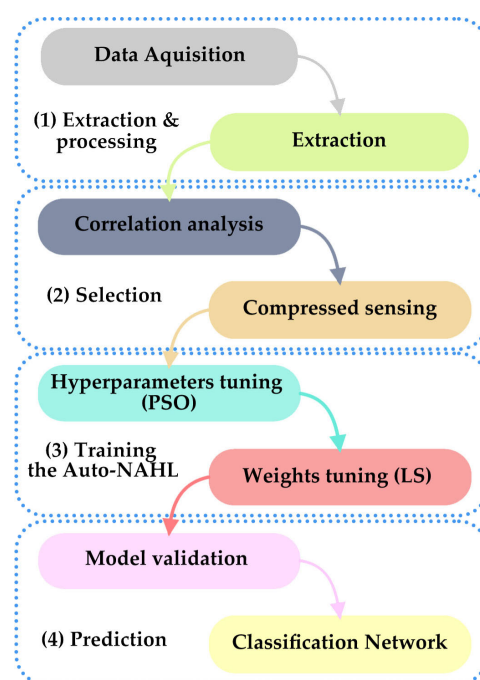 Data Aquisition
(1) Extraction &
processing
Extraction
Correlation analysis
(2) Selection
Compressed sensing
Hyperparameters tuning
(PSO)
(3) Training
the Auto-NAHL
Weights tuning (LS)
Model validation
(4) Prediction
Classification Network